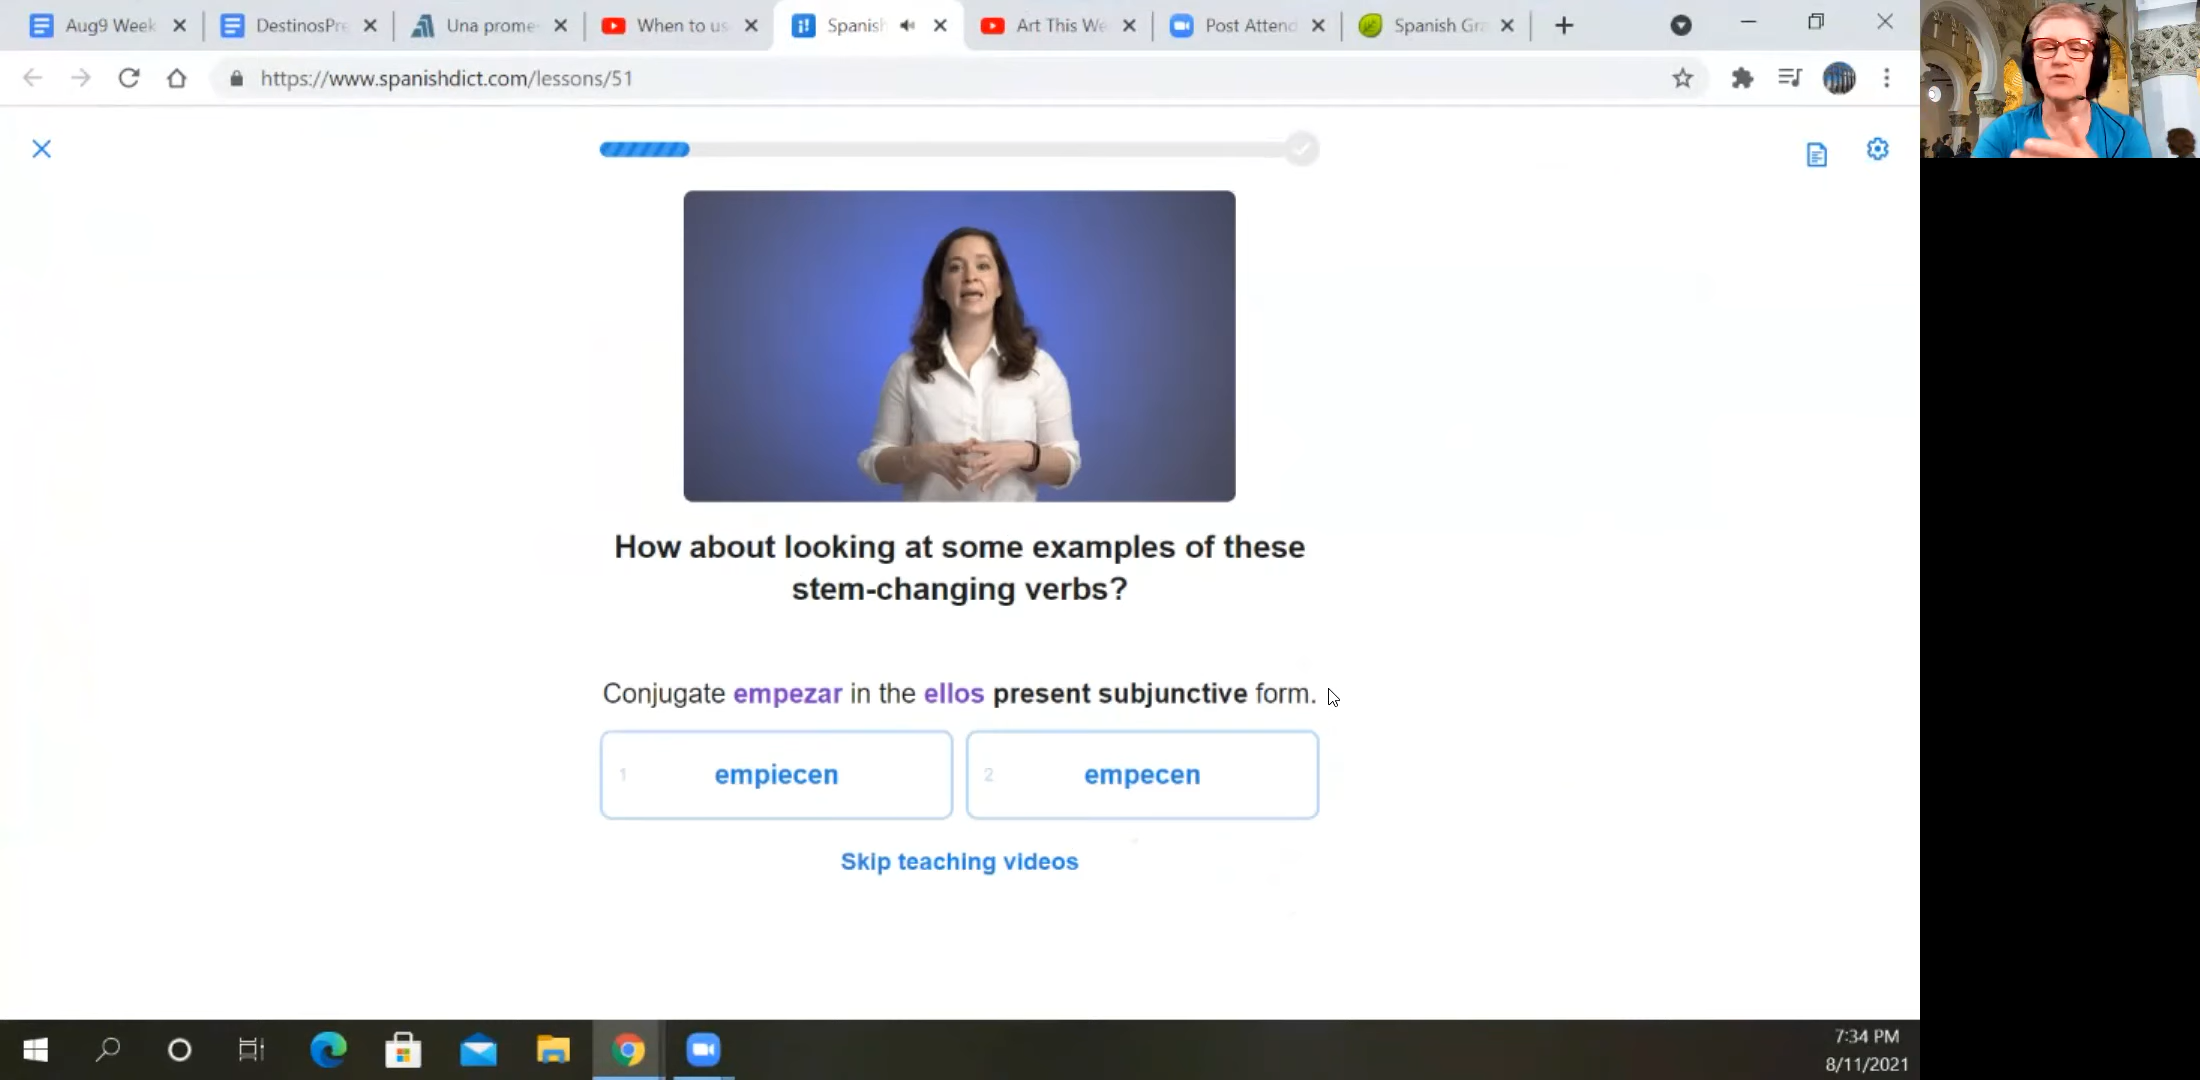 Aug9 Week
DestinosPre
Una prome
When to us
Spanish
Art This We
Post Attend
Spanish Gra
https://www.spanishdict.com/lessons/51
How about looking at some examples of these
stem-changing verbs?
Conjugate empezar in the ellos present subjunctive form.
1 empiecen
2 empecen
Skip teaching videos
7:34 PM
8/11/2021